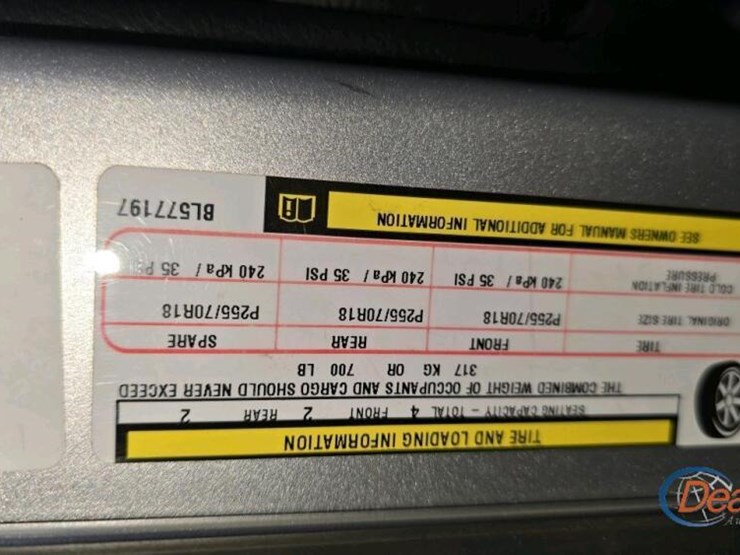 TIRE AND LOADING INFORMATION
SEATING CAPACITY - TOTAL 4 FRONT 2 REAR 2
THE COMBINED WEIGHT OF OCCUPANTS AND CARGO SHOULD NEVER EXCEED
317 KG OR 700 LB
TIRE FRONT REAR SPARE
ORIGINAL TIRE SIZE P255/70R18 P255/70R18 P255/70R18
COLD TIRE INFLATION PRESSURE 240 kPa / 35 PSI 240 kPa / 35 PSI 240 kPa / 35 PS
SEE OWNERS MANUAL FOR ADDITIONAL INFORMATION
BL577197
Dea